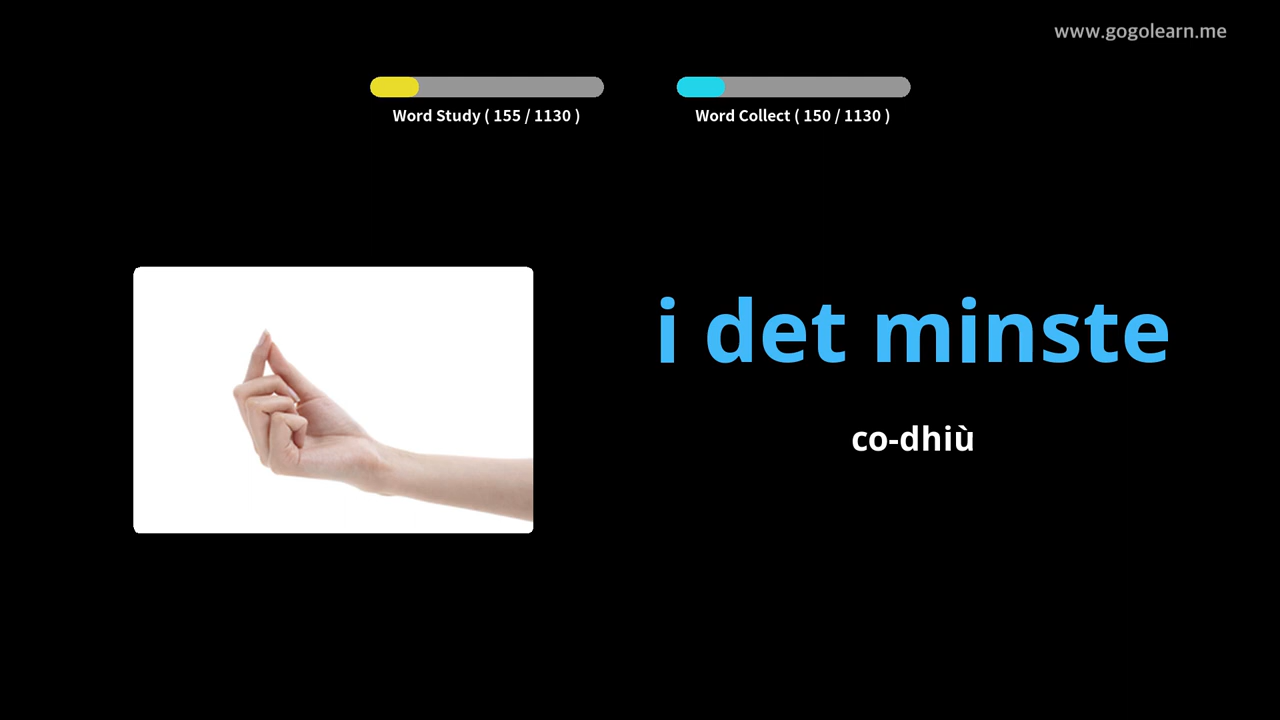 www.gogolearn.me
Word Study ( 155 / 1130 )
Word Collect ( 150 / 1130 )
i det minste
co-dhiù